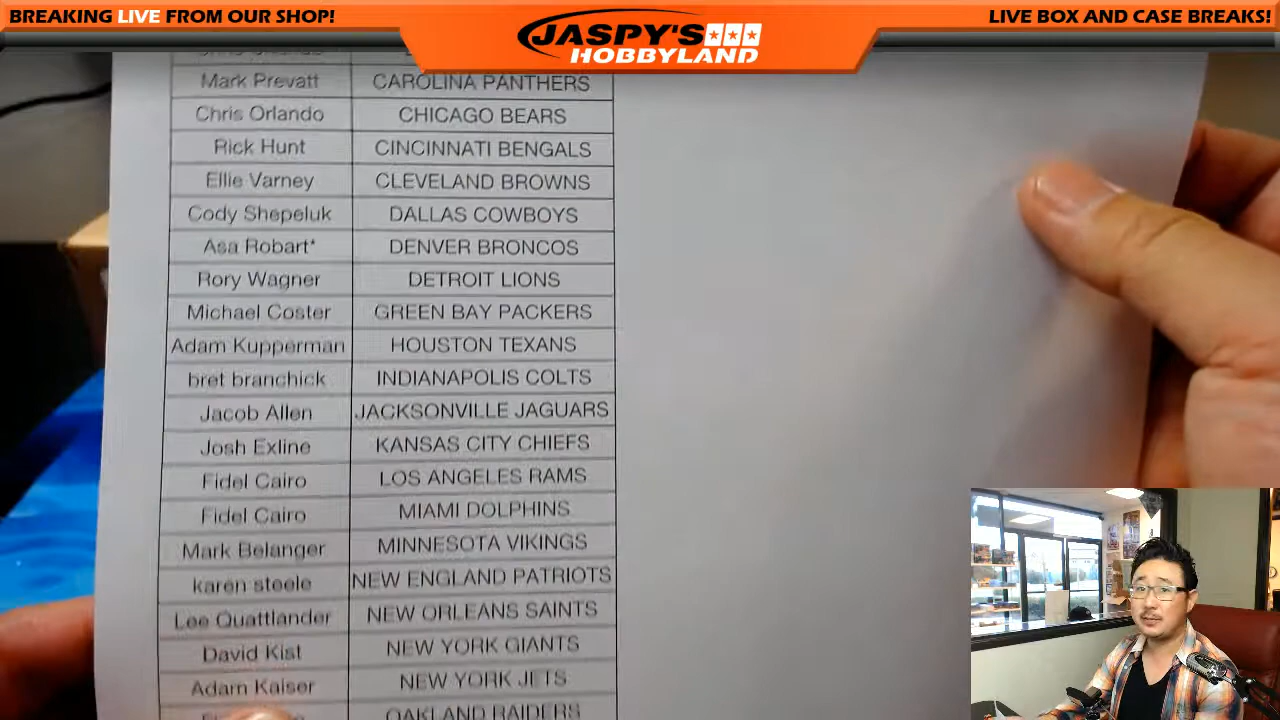 BREAKING LIVE FROM OUR SHOP!
JASPY'S
HOBBYLAND
LIVE BOX AND CASE BREAKS!
Mark Prevatt CAROLINA PANTHERS
Chris Orlando CHICAGO BEARS
Rick Hunt CINCINNATI BENGALS
Ellie Varney CLEVELAND BROWNS
Cody Shepeluk DALLAS COWBOYS
Asa Robart* DENVER BRONCOS
Rory Wagner DETROIT LIONS
Michael Coster GREEN BAY PACKERS
Adam Kupperman HOUSTON TEXANS
bret branchick INDIANAPOLIS COLTS
Jacob Allen JACKSONVILLE JAGUARS
Josh Exline KANSAS CITY CHIEFS
Fidel Cairo LOS ANGELES RAMS
Fidel Cairo MIAMI DOLPHINS
Mark Belanger MINNESOTA VIKINGS
karen steele NEW ENGLAND PATRIOTS
Lee Quattlander NEW ORLEANS SAINTS
David Kist NEW YORK GIANTS
Adam Kaiser NEW YORK JETS
OAKLAND RAIDERS